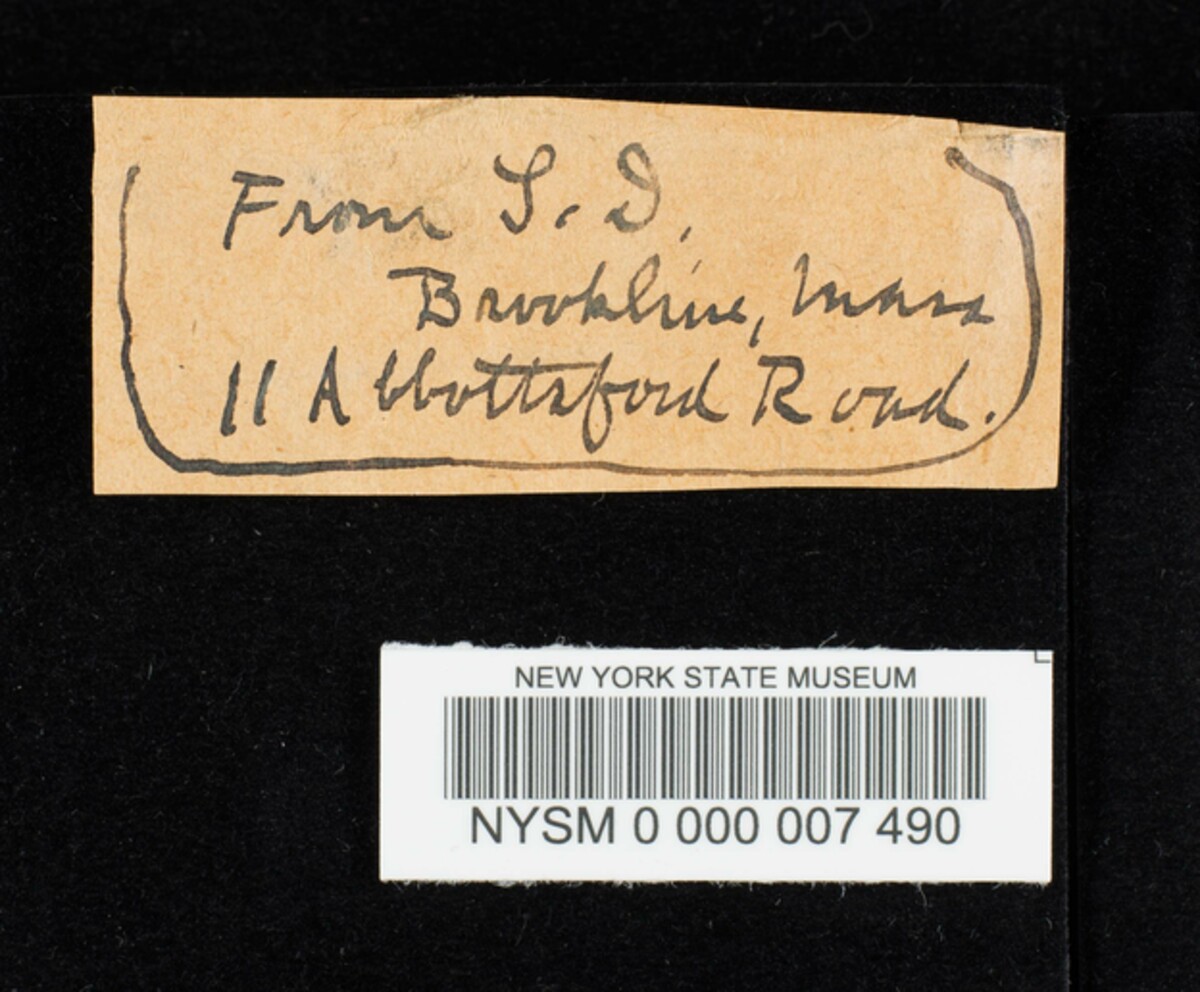 From S. D.
Brookline, Mass
11 Abbottsford Road.
NEW YORK STATE MUSEUM
NYSM 0 000 007 490